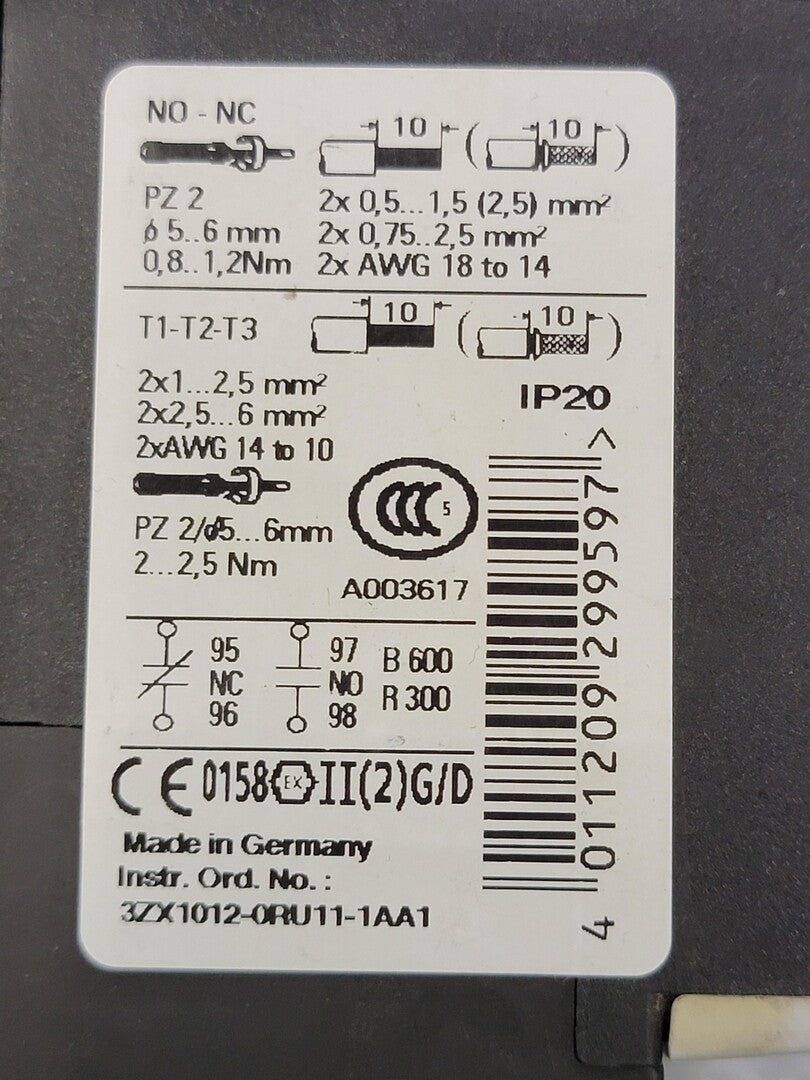 NO - NC
10 ( 10 )
PZ 2
ϕ 5..6 mm
0,8..1,2Nm
2x 0,5...1,5 (2,5) mm²
2x 0,75..2,5 mm²
2x AWG 18 to 14
T1-T2-T3
10 ( 10 )
2x1...2,5 mm²
2x2,5...6 mm²
2xAWG 14 to 10
IP20
PZ 2/ϕ5...6mm
2...2,5 Nm
CCC 5
A003617
95
NC
96
97
NO
98
B 600
R 300
CE 0158 EX II(2)G/D
Made in Germany
Instr. Ord. No. :
3ZX1012-0RU11-1AA1
4 011209 299597 >